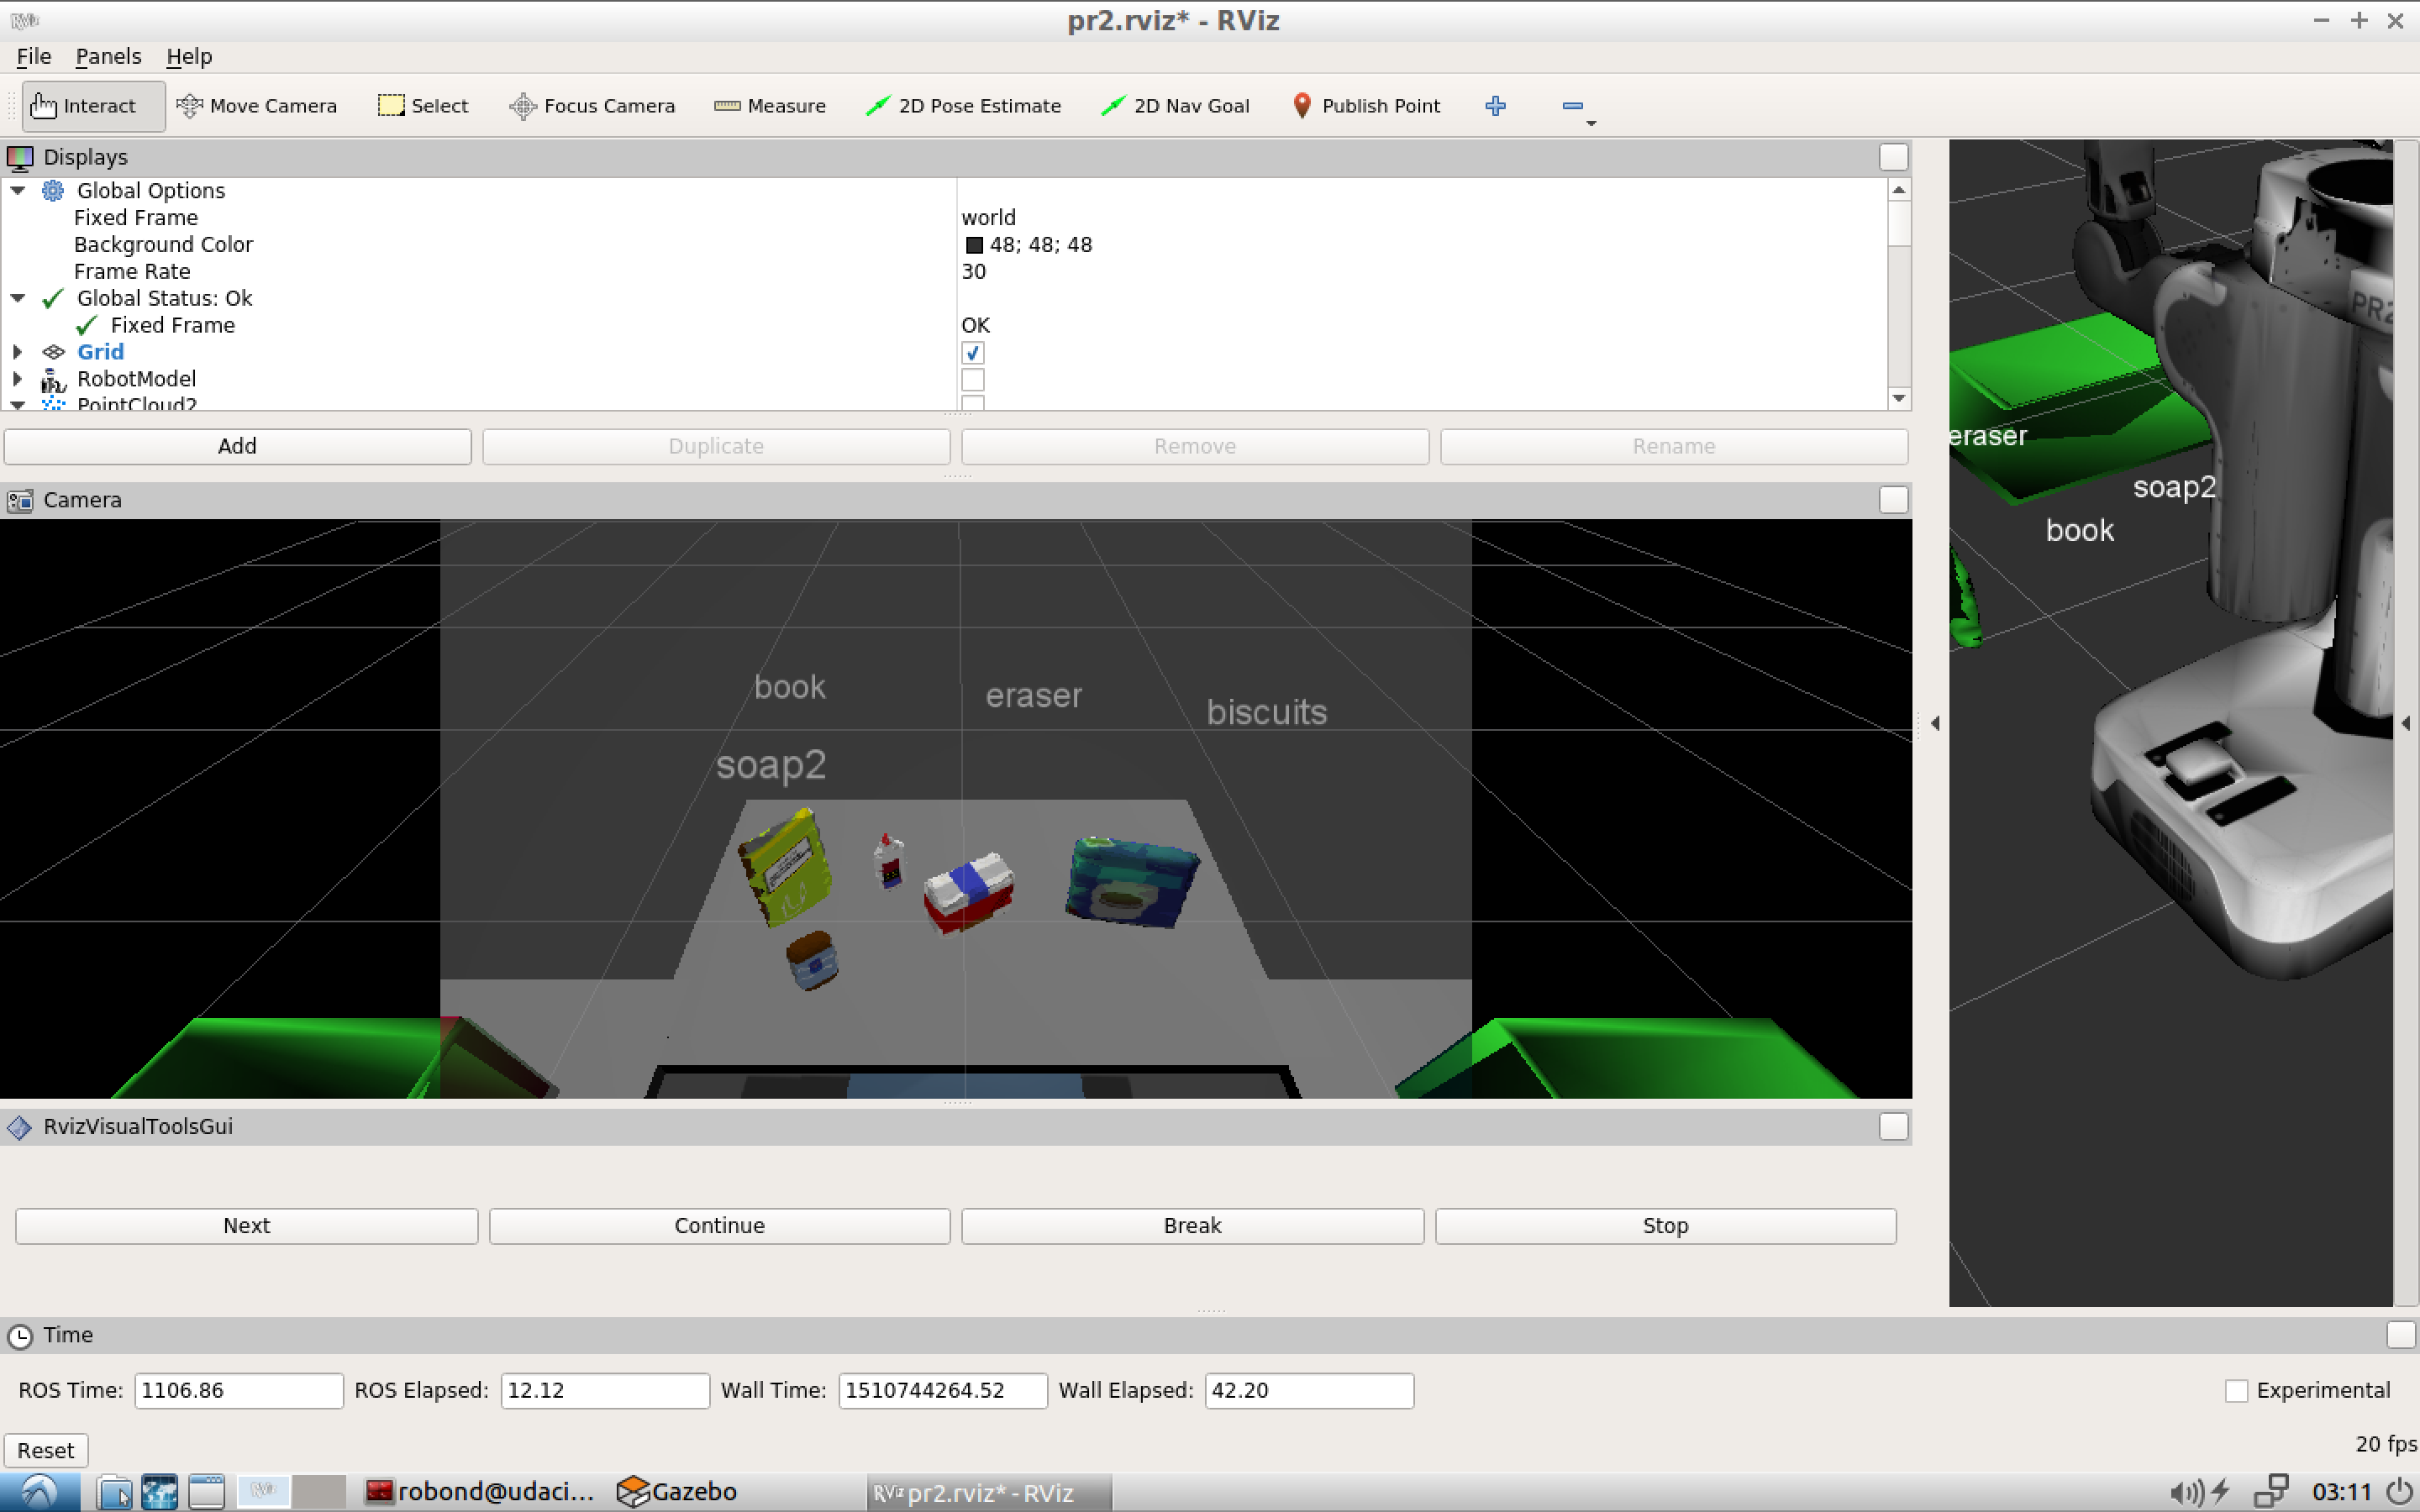 RViz
pr2.rviz* - RViz
File Panels Help
Interact Move Camera Select Focus Camera Measure 2D Pose Estimate 2D Nav Goal Publish Point
Displays
Global Options
Fixed Frame world
Background Color 48; 48; 48
Frame Rate 30
Global Status: Ok
Fixed Frame OK
Grid
RobotModel
PointCloud2
Add Duplicate Remove Rename
Camera
book
eraser
biscuits
soap2
PR2
eraser
soap2
book
RvizVisualToolsGui
Next Continue Break Stop
Time
ROS Time: 1106.86 ROS Elapsed: 12.12 Wall Time: 1510744264.52 Wall Elapsed: 42.20 Experimental
Reset 20 fps
RViz robond@udaci... Gazebo RViz pr2.rviz* - RViz 03:11